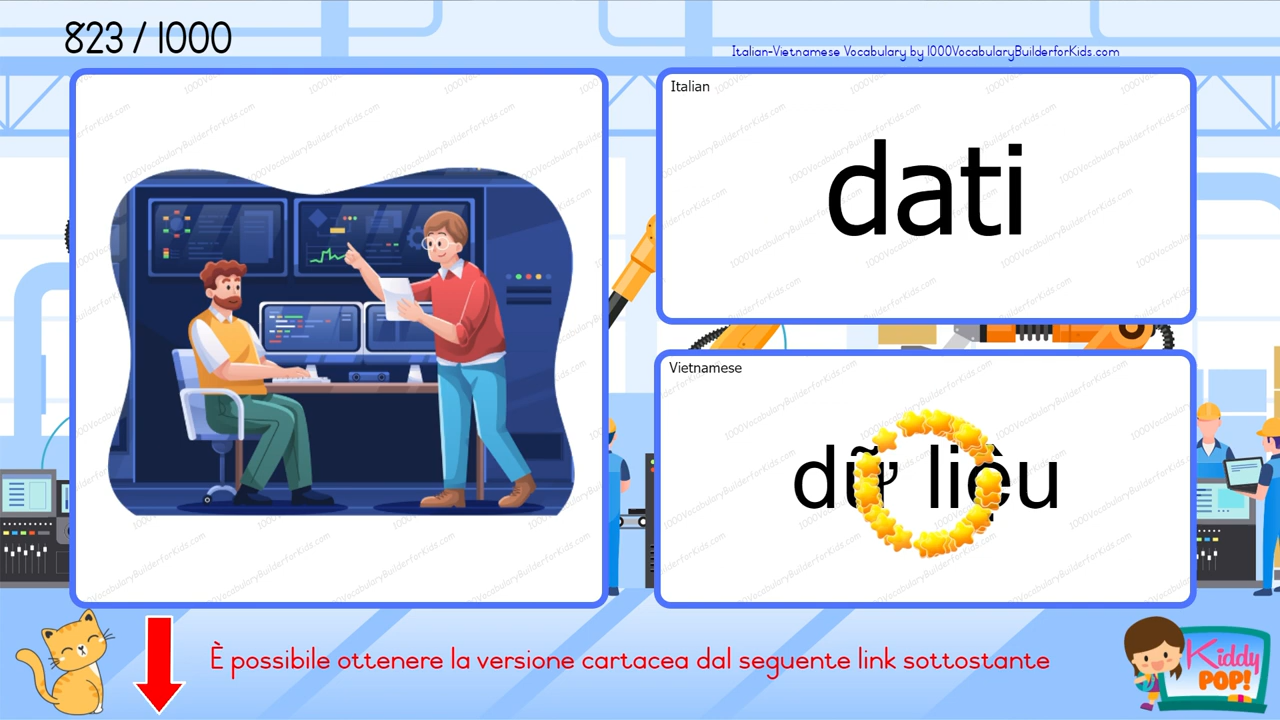 823 / 1000
Italian-Vietnamese Vocabulary by 1000VocabularyBuilderforKids.com
Italian
dati
Vietnamese
dữ liệu
È possibile ottenere la versione cartacea dal seguente link sottostante
Kiddy
POP!